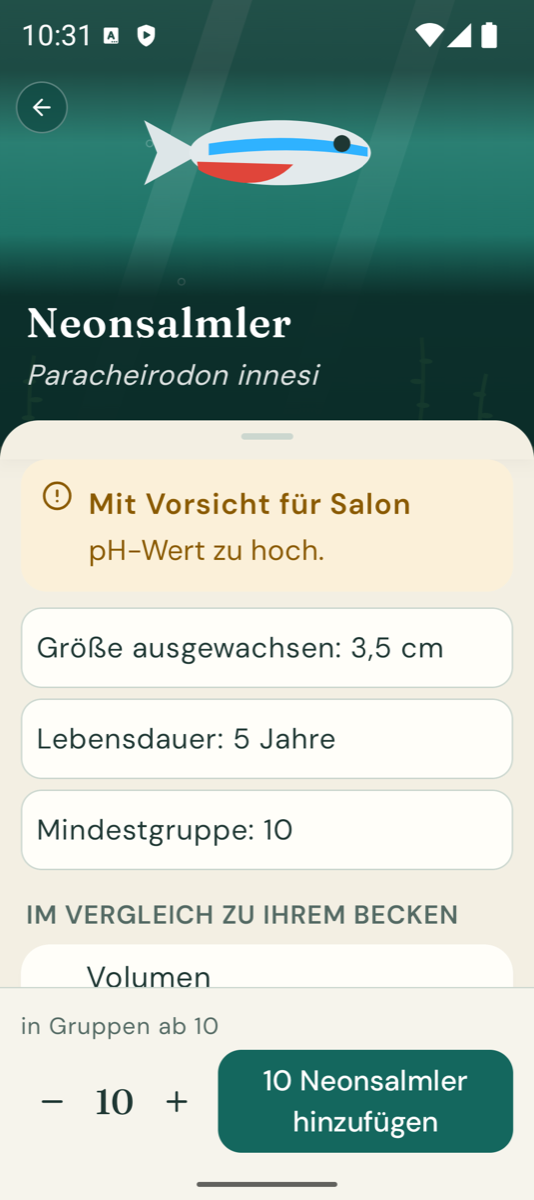 10:31
Neonsalmler
Paracheirodon innesi
Mit Vorsicht für Salon
pH-Wert zu hoch.
Größe ausgewachsen: 3,5 cm
Lebensdauer: 5 Jahre
Mindestgruppe: 10
IM VERGLEICH ZU IHREM BECKEN
Volumen
in Gruppen ab 10
− 10 +
10 Neonsalmler
hinzufügen